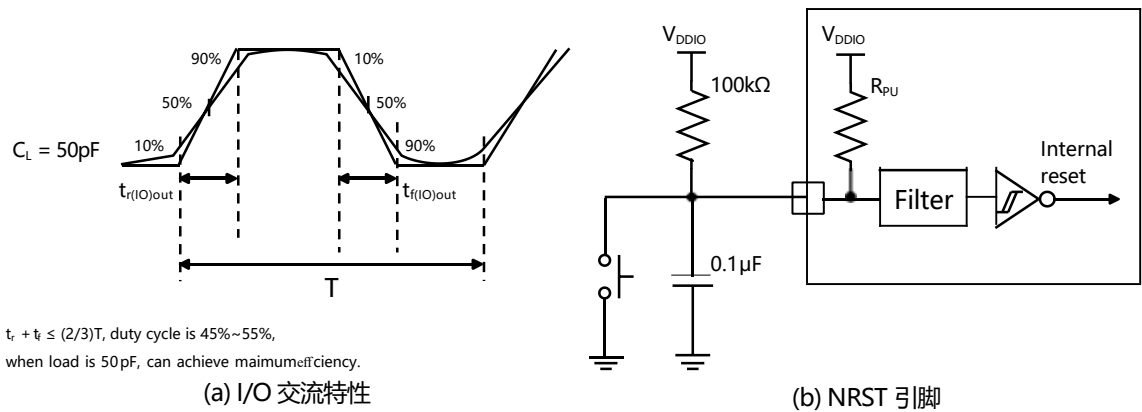 90%
10%
50%
50%
10%
90%
C_L = 50pF
t_r(IO)out
t_f(IO)out
T
t_r + t_f ≤ (2/3)T, duty cycle is 45%~55%,
when load is 50pF, can achieve maimumeffciency.
(a) I/O 交流特性
V_DDIO
V_DDIO
100kΩ
R_PU
Internal
reset
Filter
0.1μF
(b) NRST 引脚